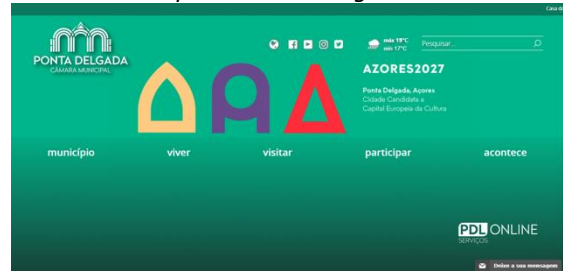 PONTA DELGADA
CÂMARA MUNICIPAL
máx 19°C
mín 17°C
Pesquisar...
AZORES2027
Ponta Delgada, Açores
Cidade Candidata a
Capital Europeia da Cultura
município
viver
visitar
participar
acontece
PDL ONLINE
SERVIÇOS
Deixe a sua mensagem